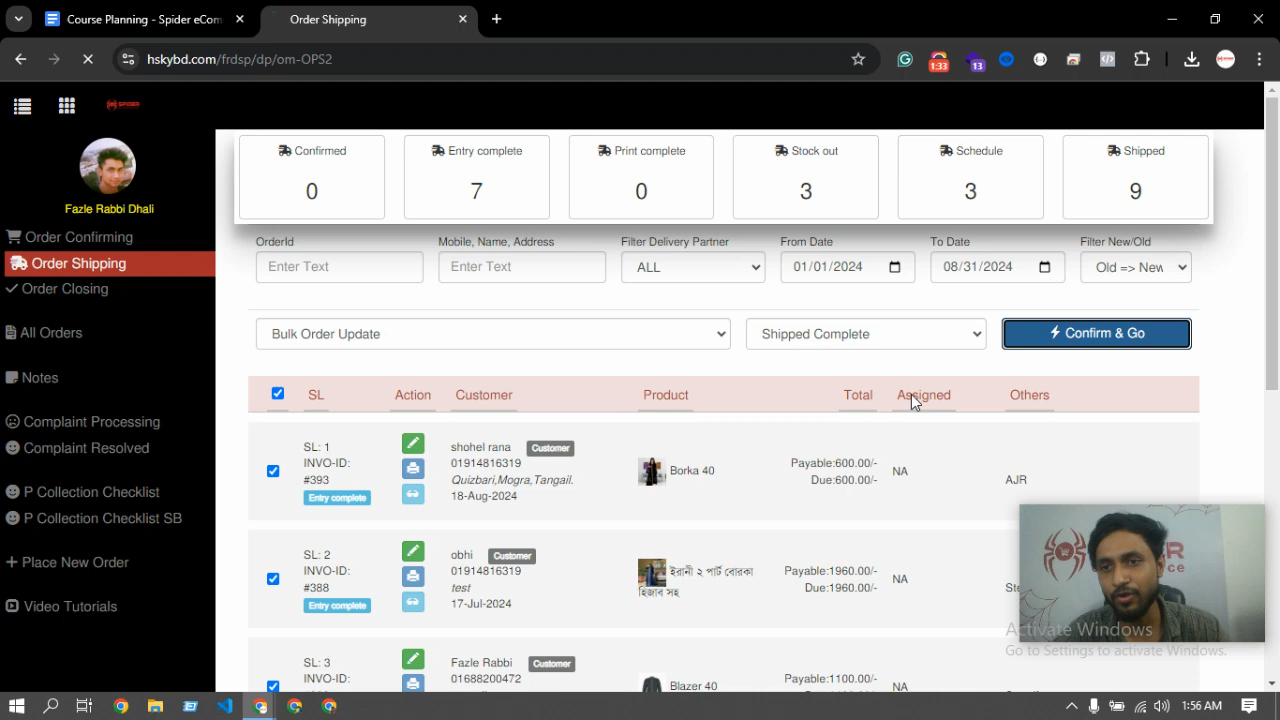 Course Planning - Spider eCom
Order Shipping
hskybd.com/frdsp/dp/om-OPS2
1:33
13
SPIDER
Fazle Rabbi Dhali
Order Confirming
Order Shipping
Order Closing
All Orders
Notes
Complaint Processing
Complaint Resolved
P Collection Checklist
P Collection Checklist SB
Place New Order
Video Tutorials
Confirmed
0
Entry complete
7
Print complete
0
Stock out
3
Schedule
3
Shipped
9
OrderId
Enter Text
Mobile, Name, Address
Enter Text
Filter Delivery Partner
ALL
From Date
01/01/2024
To Date
08/31/2024
Filter New/Old
Old => New
Bulk Order Update
Shipped Complete
Confirm & Go
SL Action Customer Product Total Assigned Others
SL: 1
INVO-ID:
#393
Entry complete
shohel rana Customer
01914816319
Quizbari,Mogra,Tangail.
18-Aug-2024
Borka 40
Payable:600.00/-
Due:600.00/-
NA
AJR
SL: 2
INVO-ID:
#388
Entry complete
obhi Customer
01914816319
test
17-Jul-2024
ইরানী ২ পার্ট বোরকা
হিজাব সহ
Payable:1960.00/-
Due:1960.00/-
NA
SL: 3
INVO-ID:
Fazle Rabbi Customer
01688200472
Blazer 40
Payable:1100.00/-
NA
Activate Windows
Go to Settings to activate Windows.
1:56 AM